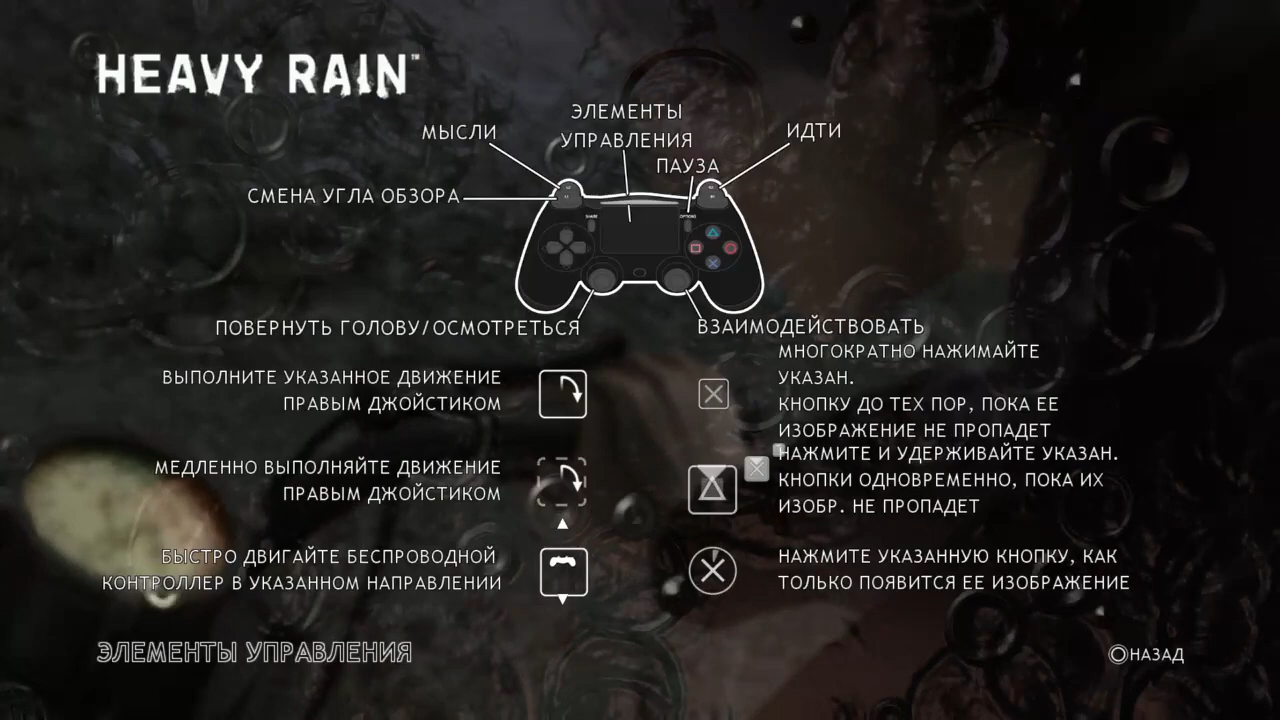 HEAVY RAIN™
ЭЛЕМЕНТЫ
УПРАВЛЕНИЯ
МЫСЛИ
ИДТИ
ПАУЗА
СМЕНА УГЛА ОБЗОРА
SHARE
OPTIONS
ПОВЕРНУТЬ ГОЛОВУ/ОСМОТРЕТЬСЯ
ВЗАИМОДЕЙСТВОВАТЬ
ВЫПОЛНИТЕ УКАЗАННОЕ ДВИЖЕНИЕ
ПРАВЫМ ДЖОЙСТИКОМ
МНОГОКРАТНО НАЖИМАЙТЕ
УКАЗАН.
КНОПКУ ДО ТЕХ ПОР, ПОКА ЕЕ
ИЗОБРАЖЕНИЕ НЕ ПРОПАДЕТ
МЕДЛЕННО ВЫПОЛНЯЙТЕ ДВИЖЕНИЕ
ПРАВЫМ ДЖОЙСТИКОМ
НАЖМИТЕ И УДЕРЖИВАЙТЕ УКАЗАН.
КНОПКИ ОДНОВРЕМЕННО, ПОКА ИХ
ИЗОБР. НЕ ПРОПАДЕТ
БЫСТРО ДВИГАЙТЕ БЕСПРОВОДНОЙ
КОНТРОЛЛЕР В УКАЗАННОМ НАПРАВЛЕНИИ
НАЖМИТЕ УКАЗАННУЮ КНОПКУ, КАК
ТОЛЬКО ПОЯВИТСЯ ЕЕ ИЗОБРАЖЕНИЕ
ЭЛЕМЕНТЫ УПРАВЛЕНИЯ
НАЗАД